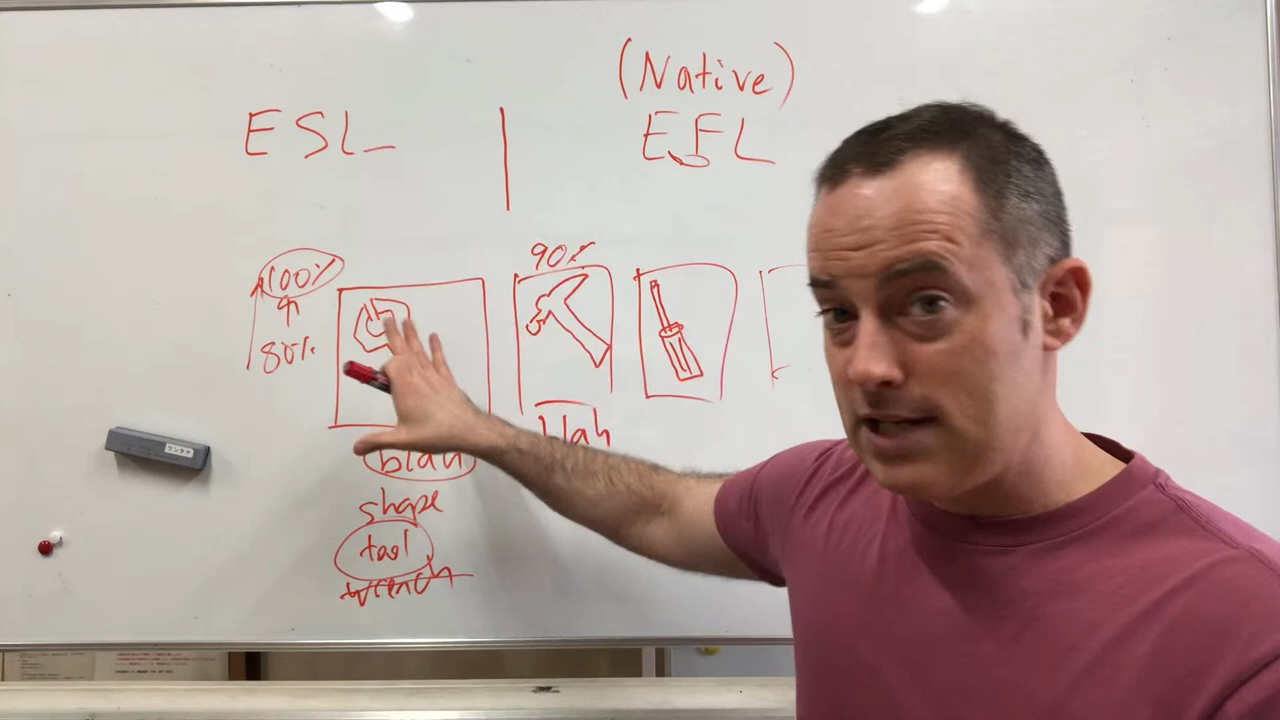 (Native)
ESL
EFL
100%
80%
90%
blah
blah
shape
tool
wrench